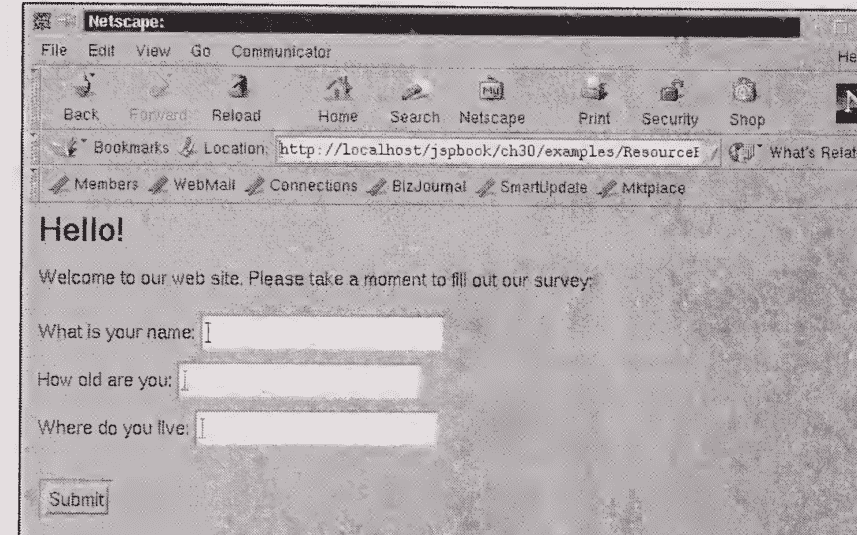 Netscape:
File Edit View Go Communicator
Back Forward Reload Home Search Netscape Print Security Shop
Bookmarks Location: http://localhost/jspbook/ch30/examples/Resource What's Relat
Members WebMail Connections BizJournal SmartUpdate Mktplace
Hello!
Welcome to our web site. Please take a moment to fill out our survey:
What is your name:
How old are you:
Where do you live:
Submit